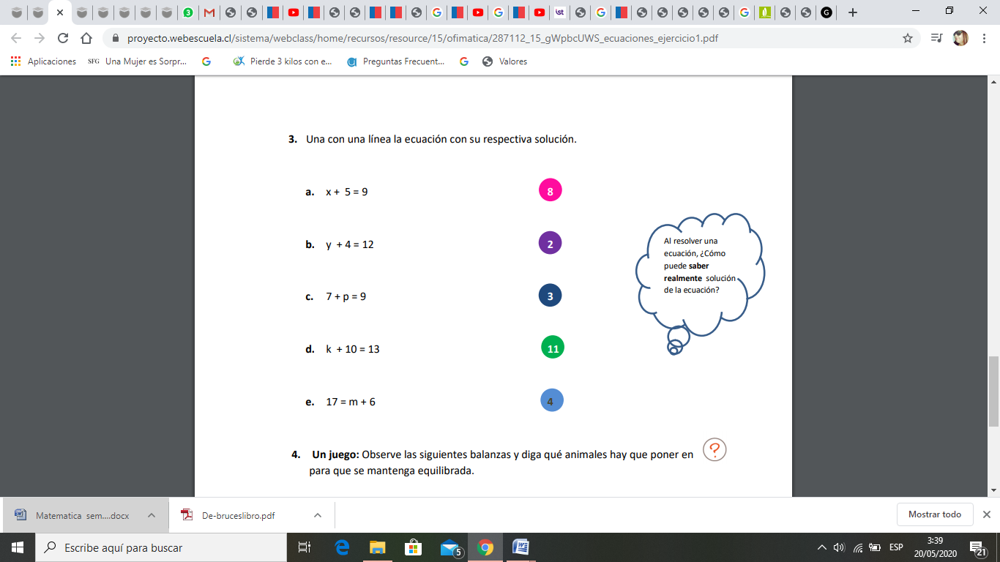 3
proyecto.webescuela.cl/sistema/webclass/home/recursos/resource/15/ofimatica/287112_15_gWpbcUWS_ecuaciones_ejercicio1.pdf
Aplicaciones
SFG Una Mujer es Sorpr...
Pierde 3 kilos con e...
Preguntas Frecuent...
Valores
3. Una con una línea la ecuación con su respectiva solución.
a. x + 5 = 9
8
b. y + 4 = 12
2
c. 7 + p = 9
3
d. k + 10 = 13
11
e. 17 = m + 6
4
Al resolver una
ecuación, ¿Cómo
puede saber
realmente solución
de la ecuación?
4. Un juego: Observe las siguientes balanzas y diga qué animales hay que poner en ?
para que se mantenga equilibrada.
Matematica sem....docx
De-bruceslibro.pdf
Mostrar todo
Escribe aquí para buscar
5
ESP
3:39
20/05/2020
21